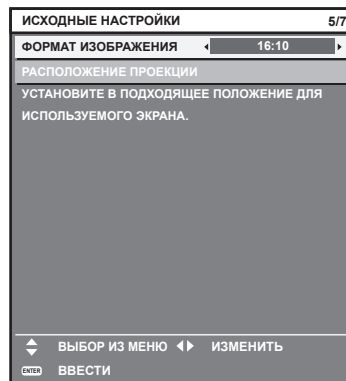 ИСХОДНЫЕ НАСТРОЙКИ 5/7
ФОРМАТ ИЗОБРАЖЕНИЯ 16:10
РАСПОЛОЖЕНИЕ ПРОЕКЦИИ
УСТАНОВИТЕ В ПОДХОДЯЩЕЕ ПОЛОЖЕНИЕ ДЛЯ
ИСПОЛЬЗУЕМОГО ЭКРАНА.
ВЫБОР ИЗ МЕНЮ ИЗМЕНИТЬ
ENTER ВВЕСТИ